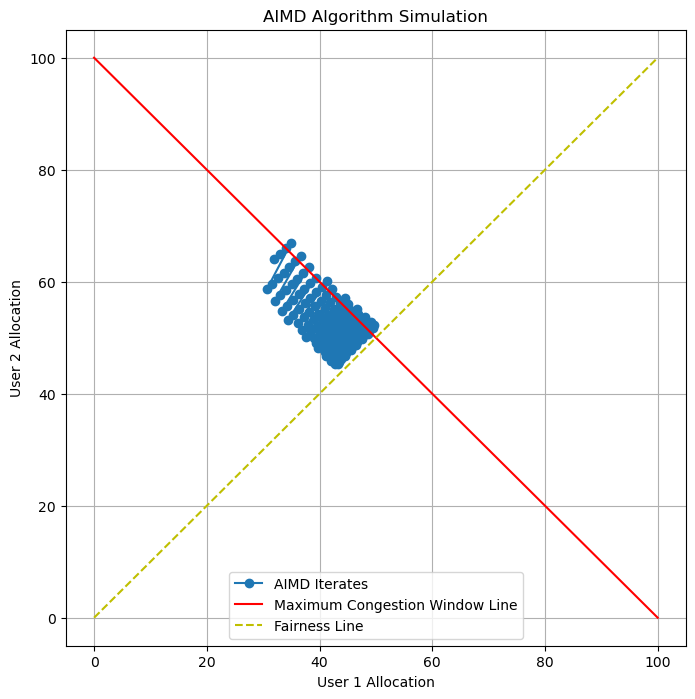 AIMD Algorithm Simulation
User 2 Allocation
100
80
60
40
20
0
0 20 40 60 80 100
User 1 Allocation
AIMD Iterates
Maximum Congestion Window Line
Fairness Line